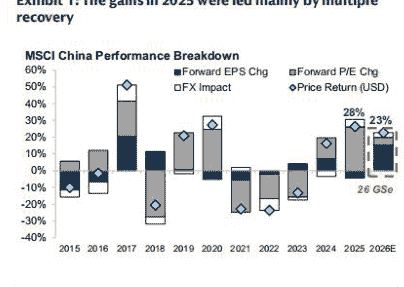 Exhibit 1: The gains in 2025 were led mainly by multiple
recovery
MSCI China Performance Breakdown
60%
50%
40%
30%
20%
10%
0%
-10%
-20%
-30%
-40%
Forward EPS Chg
Forward P/E Chg
FX Impact
Price Return (USD)
28%
23%
26 GSe
2015 2016 2017 2018 2019 2020 2021 2022 2023 2024 2025 2026E